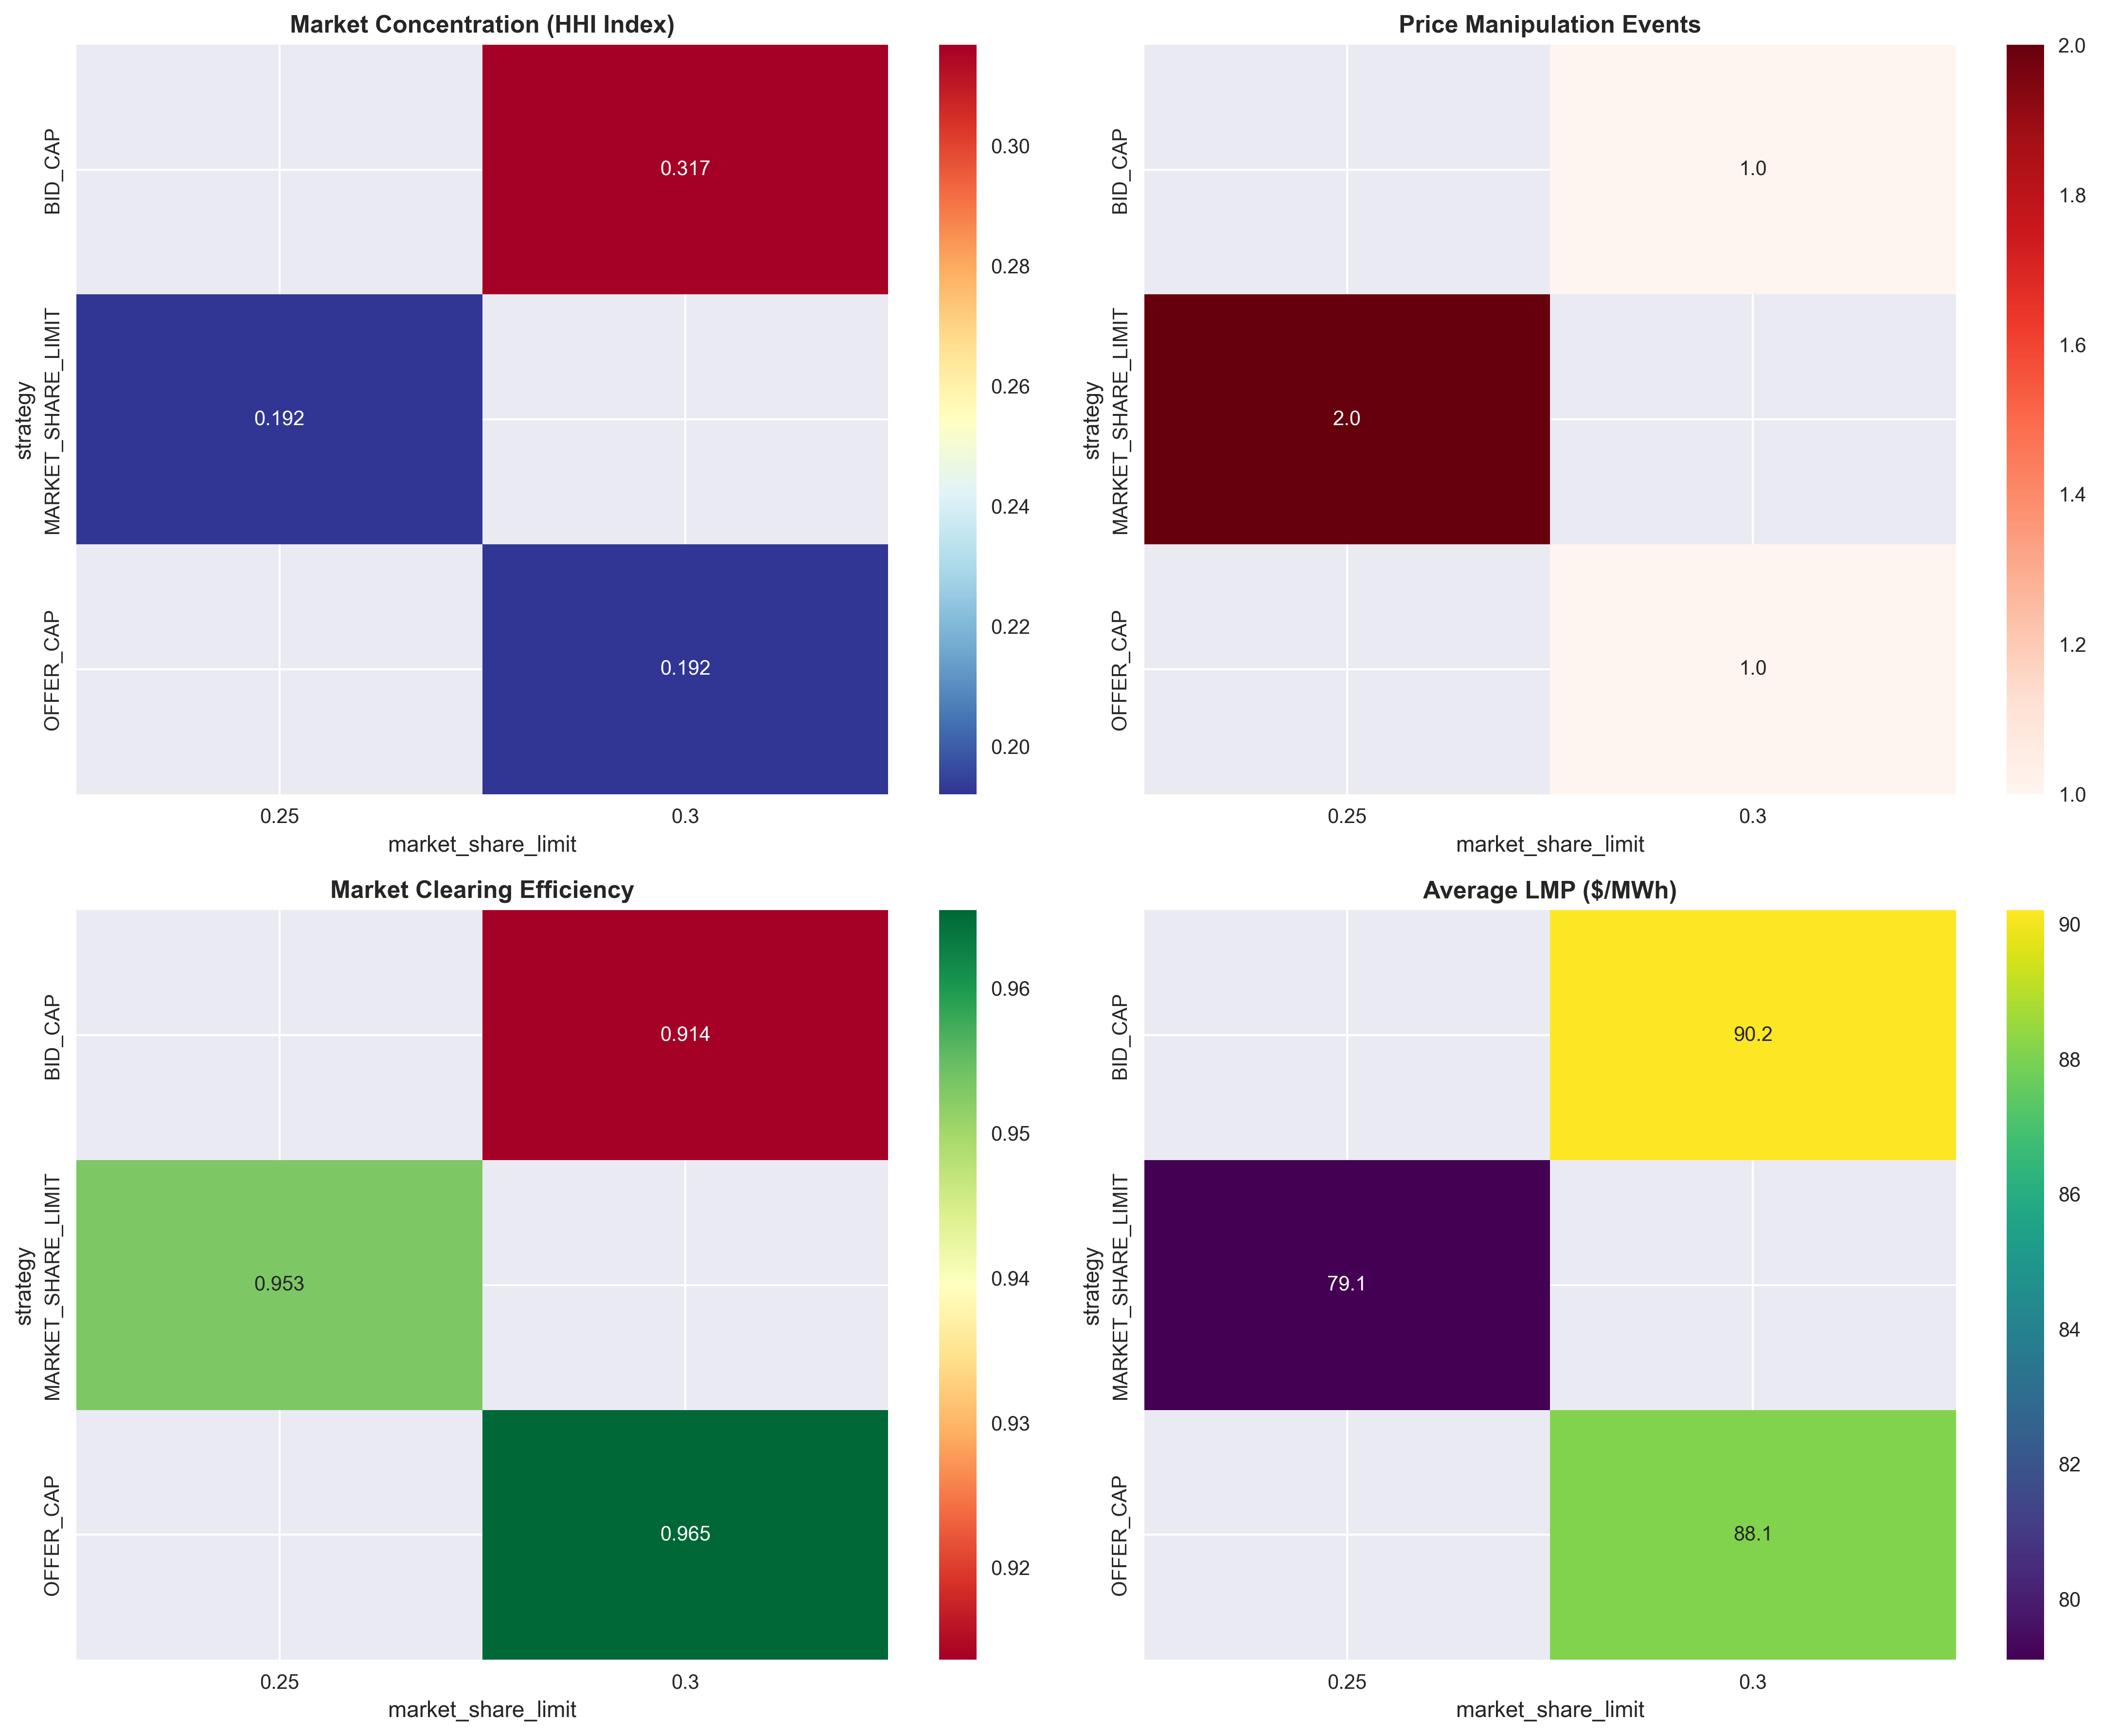 Market Concentration (HHI Index)
BID_CAP
MARKET_SHARE_LIMIT
OFFER_CAP
strategy
0.317
0.192
0.192
0.25
0.3
market_share_limit
0.30
0.28
0.26
0.24
0.22
0.20
Price Manipulation Events
BID_CAP
MARKET_SHARE_LIMIT
OFFER_CAP
strategy
1.0
2.0
1.0
0.25
0.3
market_share_limit
2.0
1.8
1.6
1.4
1.2
1.0
Market Clearing Efficiency
BID_CAP
MARKET_SHARE_LIMIT
OFFER_CAP
strategy
0.914
0.953
0.965
0.25
0.3
market_share_limit
0.96
0.95
0.94
0.93
0.92
Average LMP ($/MWh)
BID_CAP
MARKET_SHARE_LIMIT
OFFER_CAP
strategy
90.2
79.1
88.1
0.25
0.3
market_share_limit
90
88
86
84
82
80